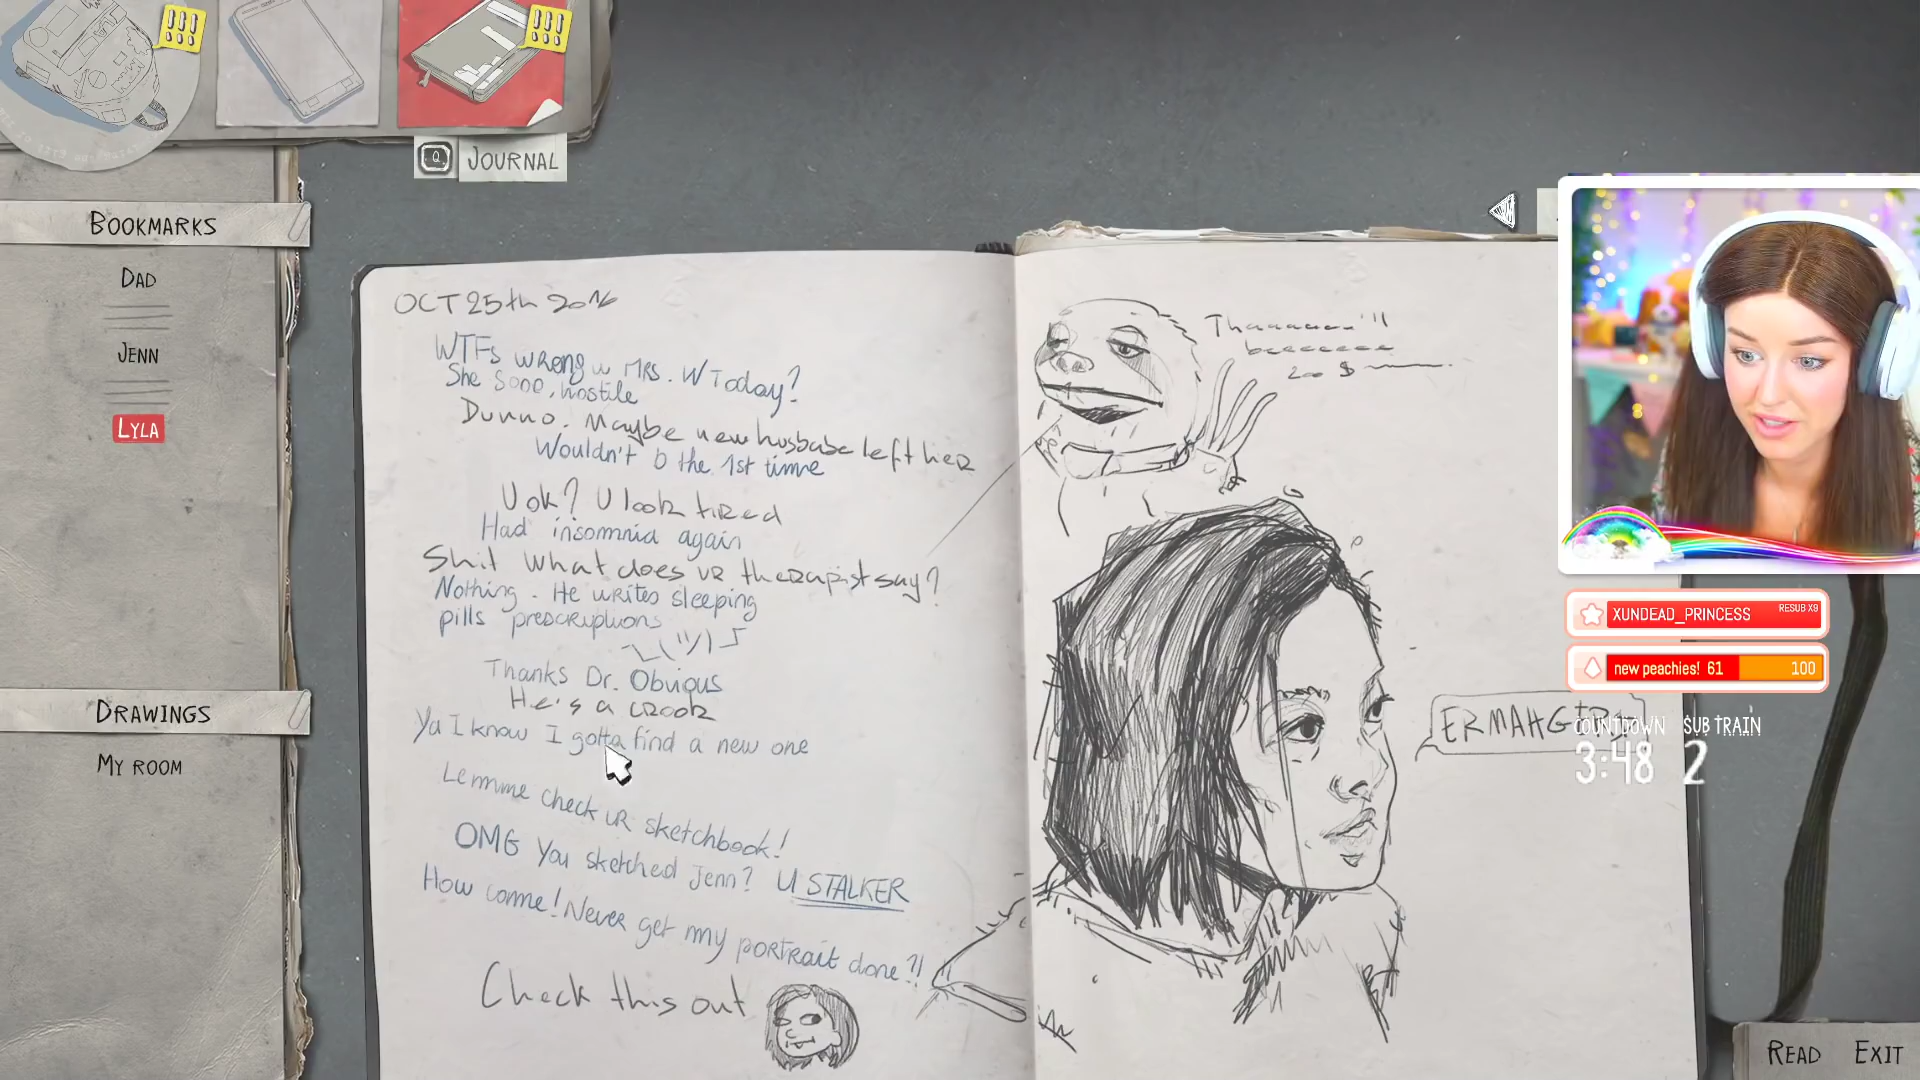 Q JOURNAL
BOOKMARKS
DAD
JENN
LYLA
DRAWINGS
MY ROOM
OCT 25th 2016
WTFs wrong w MRS. W Today?
She sooo, hostile
Dunno. Maybe new husbabe left her
Wouldn't b the 1st time
U ok? U look tired
Had insomnia again
Shit what does ur therapist say?
Nothing. He writes sleeping
pills prescriptions
¯\_(ツ)_/¯
Thanks Dr. Obvious
He's a crook
Ya I know I gotta find a new one
Lemme check uR sketchbook!
OMG You sketched Jenn? U STALKER
How come! Never get my portrait done?!
Check this out
200 $
XUNDEAD_PRINCESS RESUB X9
new peachies! 61 100
COUNTDOWN SUB TRAIN
3:48 2
READ EXIT